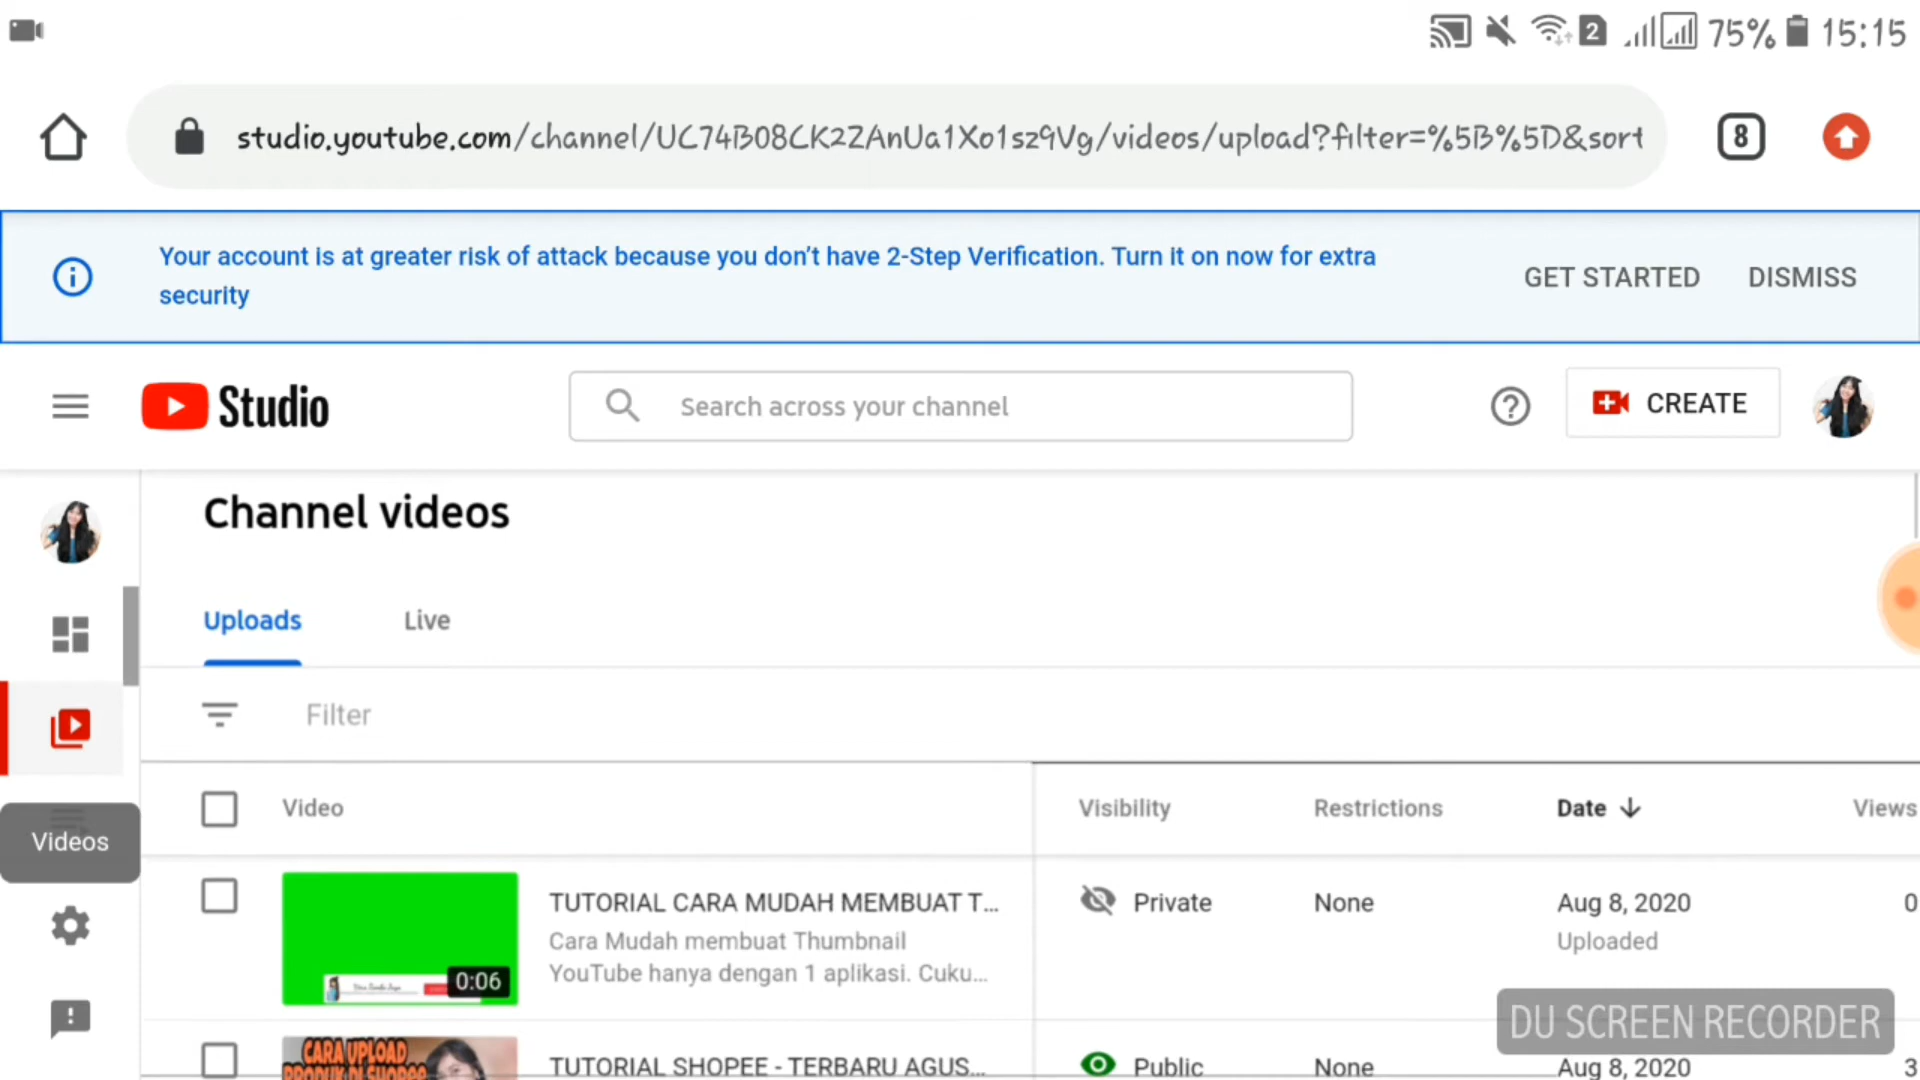 2 75% 15:15
studio.youtube.com/channel/UC74B08CK2ZAnUa1Xo1sz9Vg/videos/upload?filter=%5B%5D&sort
8
Your account is at greater risk of attack because you don't have 2-Step Verification. Turn it on now for extra
security
GET STARTED DISMISS
Studio
Search across your channel
CREATE
Channel videos
Uploads Live
Filter
Video Visibility Restrictions Date Views
Videos
TUTORIAL CARA MUDAH MEMBUAT T... Private None Aug 8, 2020 0
Cara Mudah membuat Thumbnail Uploaded
YouTube hanya dengan 1 aplikasi. Cuku...
0:06
DU SCREEN RECORDER
CARA UPLOAD
PRODUK DI SHOPEE
TUTORIAL SHOPEE - TERBARU AGUS... Public None Aug 8, 2020 3